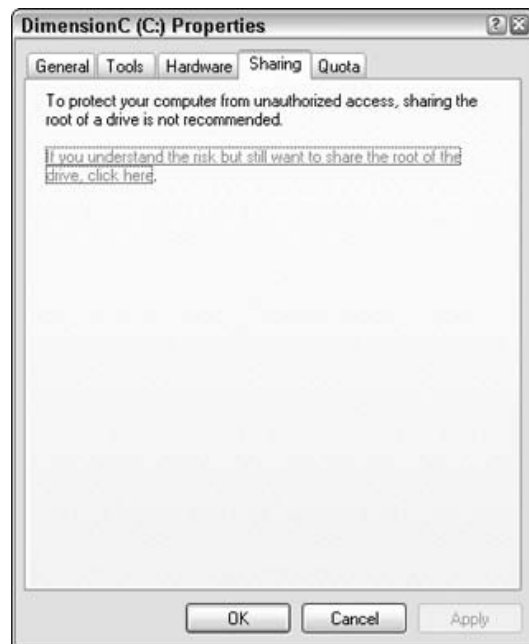 DimensionC (C:) Properties
General Tools Hardware Sharing Quota
To protect your computer from unauthorized access, sharing the
root of a drive is not recommended.
If you understand the risk but still want to share the root of the
drive, click here.
OK Cancel Apply